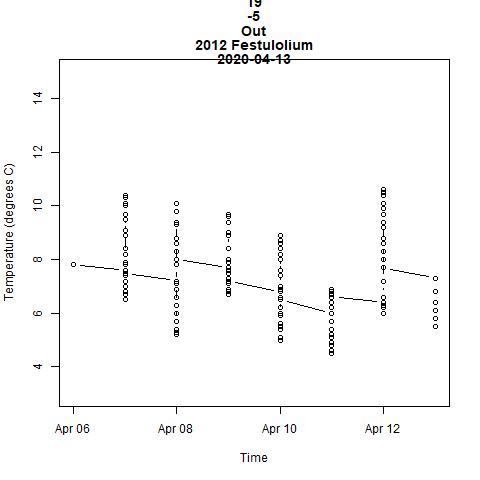 19
-5
Out
2012 Festulolium
2020-04-13
14
12
10
8
6
4
Temperature (degrees C)
Apr 06
Apr 08
Apr 10
Apr 12
Time